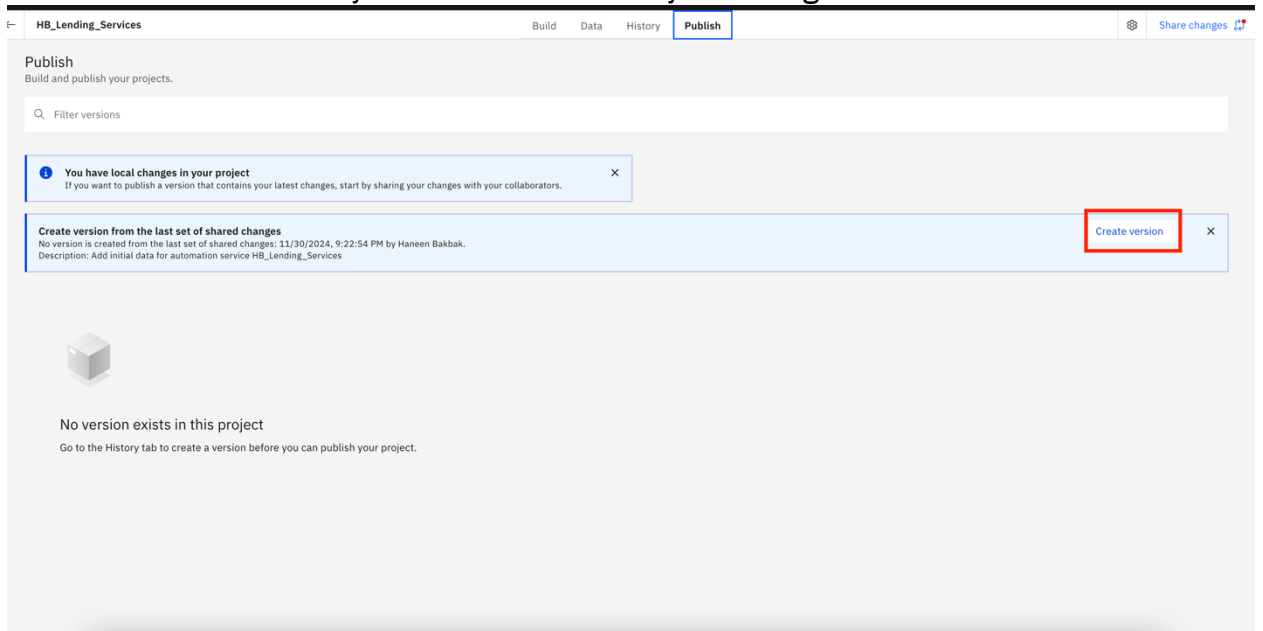 HB_Lending_Services
Build Data History Publish
Share changes
Publish
Build and publish your projects.
Filter versions
You have local changes in your project
If you want to publish a version that contains your latest changes, start by sharing your changes with your collaborators.
Create version from the last set of shared changes
No version is created from the last set of shared changes: 11/30/2024, 9:22:54 PM by Haneen Bakbak.
Description: Add initial data for automation service HB_Lending_Services
Create version
No version exists in this project
Go to the History tab to create a version before you can publish your project.